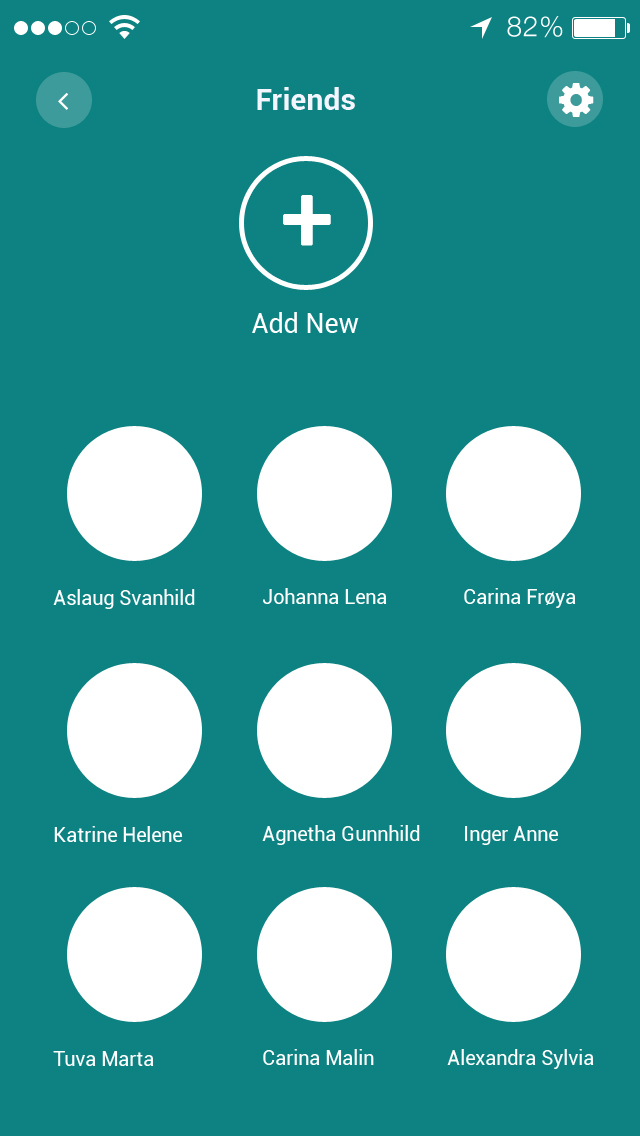 82%
Friends
Add New
Aslaug Svanhild
Johanna Lena
Carina Frøya
Katrine Helene
Agnetha Gunnhild
Inger Anne
Tuva Marta
Carina Malin
Alexandra Sylvia